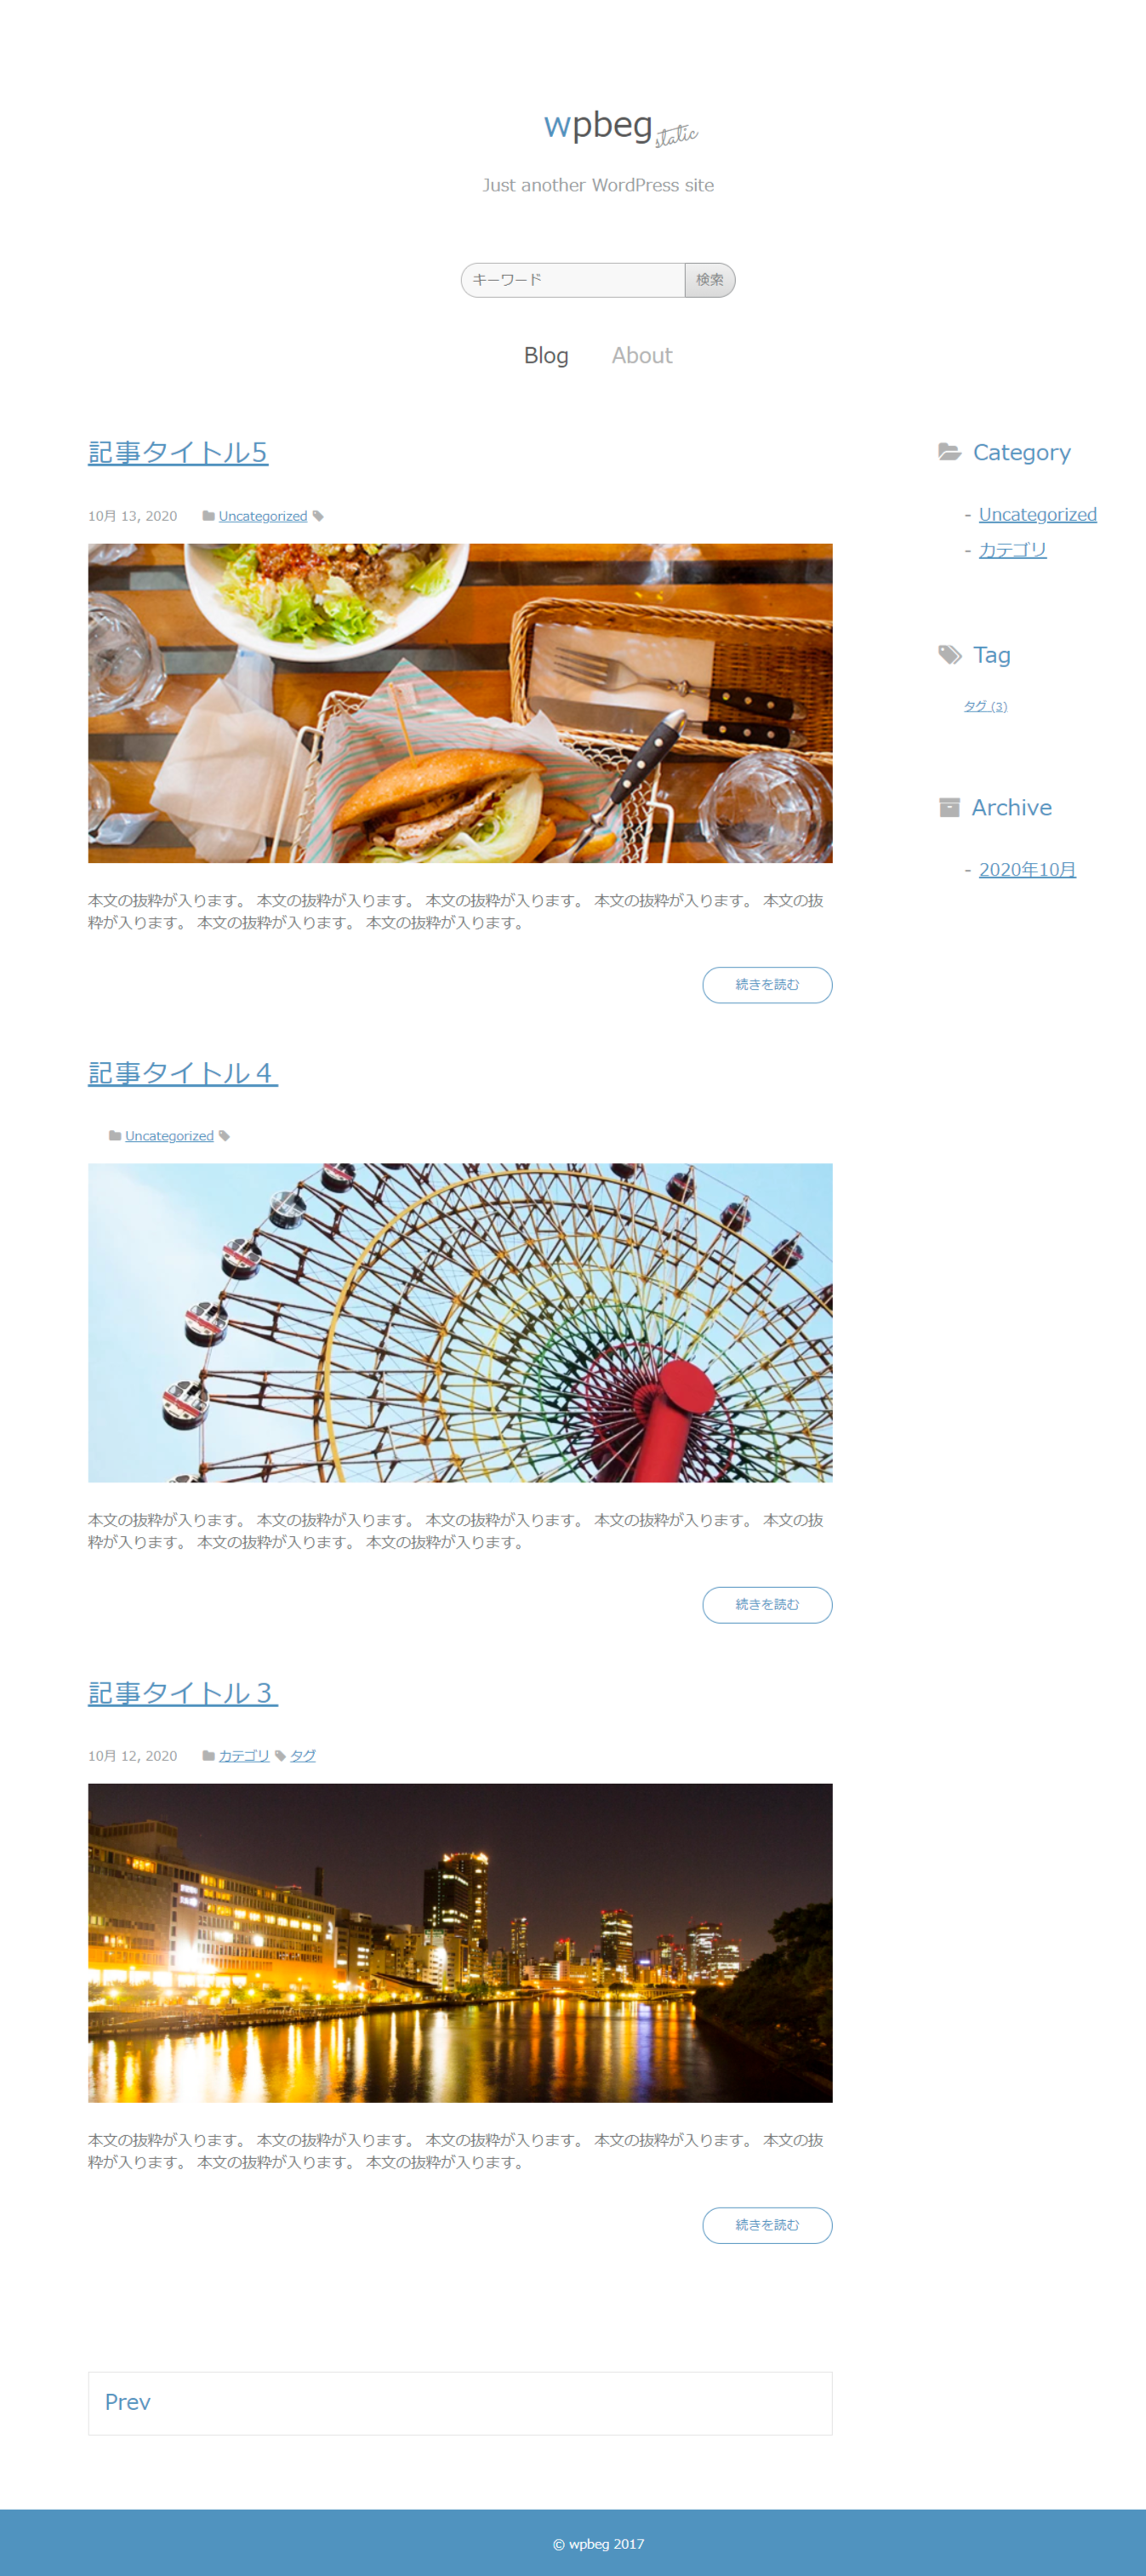 wpbeg static
Just another WordPress site
キーワード 検索
Blog About
記事タイトル5
10月 13, 2020 Uncategorized
本文の抜粋が入ります。 本文の抜粋が入ります。 本文の抜粋が入ります。 本文の抜粋が入ります。 本文の抜
粋が入ります。 本文の抜粋が入ります。 本文の抜粋が入ります。
続きを読む
記事タイトル４
Uncategorized
本文の抜粋が入ります。 本文の抜粋が入ります。 本文の抜粋が入ります。 本文の抜粋が入ります。 本文の抜
粋が入ります。 本文の抜粋が入ります。 本文の抜粋が入ります。
続きを読む
記事タイトル３
10月 12, 2020 カテゴリ タグ
本文の抜粋が入ります。 本文の抜粋が入ります。 本文の抜粋が入ります。 本文の抜粋が入ります。 本文の抜
粋が入ります。 本文の抜粋が入ります。 本文の抜粋が入ります。
続きを読む
Prev
Category
- Uncategorized
- カテゴリ
Tag
タグ (3)
Archive
- 2020年10月
© wpbeg 2017